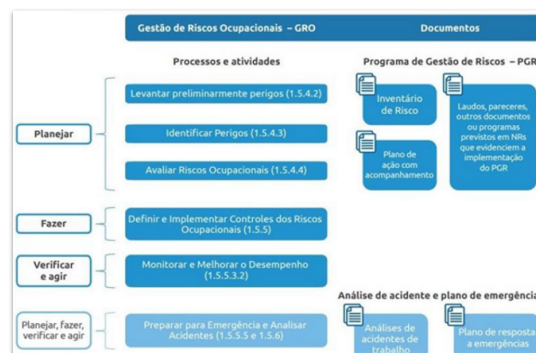 Gestão de Riscos Ocupacionais – GRO
Documentos
Processos e atividades
Programa de Gestão de Riscos – PGR
Planejar
Levantar preliminarmente perigos (1.5.4.2)
Identificar Perigos (1.5.4.3)
Avaliar Riscos Ocupacionais (1.5.4.4)
Inventário
de Risco
Plano de
ação com
acompanhamento
Laudos, pareceres,
outros documentos
ou programas
previstos em NRs
que evidenciem a
implementação
do PGR
Fazer
Definir e Implementar Controles dos Riscos
Ocupacionais (1.5.5)
Verificar
e agir
Monitorar e Melhorar o Desempenho
(1.5.5.3.2)
Análise de acidente e plano de emergência
Planejar, fazer,
verificar e agir
Preparar para Emergência e Analisar
Acidentes (1.5.5.5 e 1.5.6)
Análises de
acidentes de
trabalho
Plano de resposta
a emergências